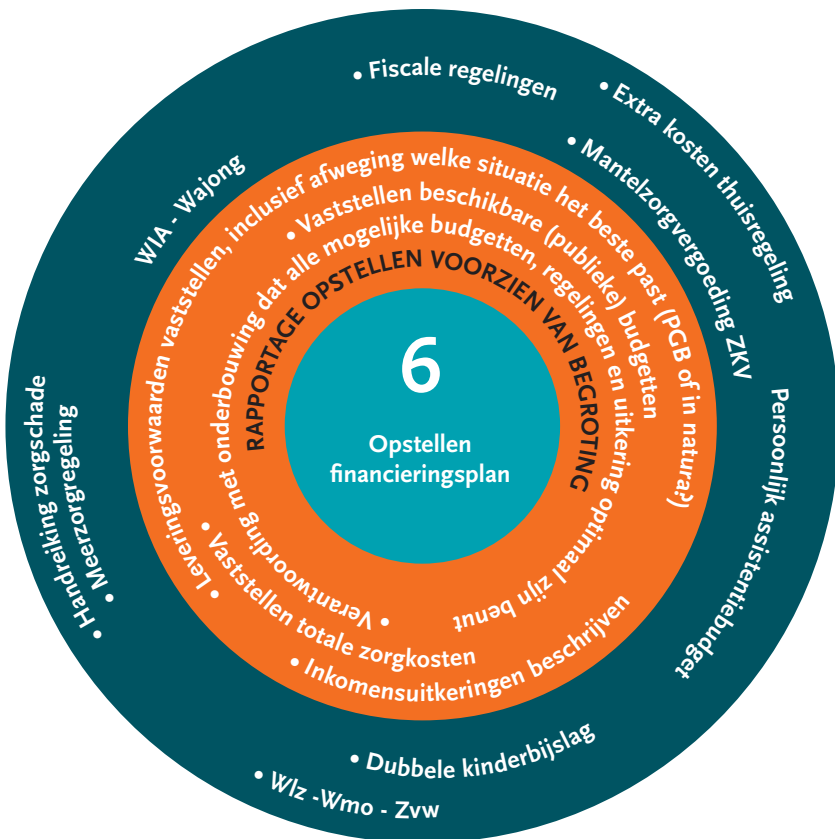 6
Opstellen
financieringsplan
RAPPORTAGE OPSTELLEN VOORZIEN VAN BEGROTING
• Verantwoording met onderbouwing dat alle mogelijke budgetten, regelingen en uitkering optimaal zijn benut
• Vaststellen beschikbare (publieke) budgetten
• Vaststellen totale zorgkosten
• Leveringsvoorwaarden vaststellen, inclusief afweging welke situatie het beste past (PGB of in natura?)
• Inkomensuitkeringen beschrijven
WIA - Wajong
• Fiscale regelingen
• Extra kosten thuisregeling
• Mantelzorgvergoeding ZKV
Persoonlijk assistentiebudget
• Dubbele kinderbijslag
• Wlz -Wmo - Zvw
• Handreiking zorgschade
• Meerzorgregeling